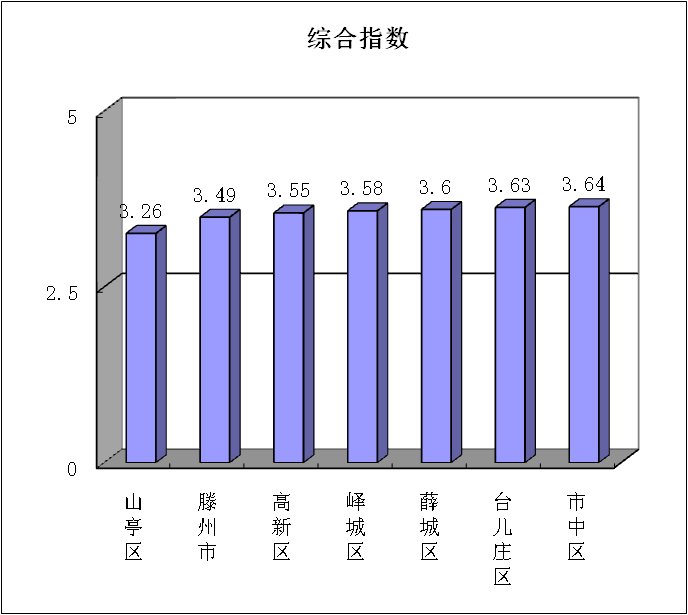 综合指数
5
2.5
0
3.26
3.49
3.55
3.58
3.6
3.63
3.64
山亭区
滕州市
高新区
峄城区
薛城区
台儿庄区
市中区